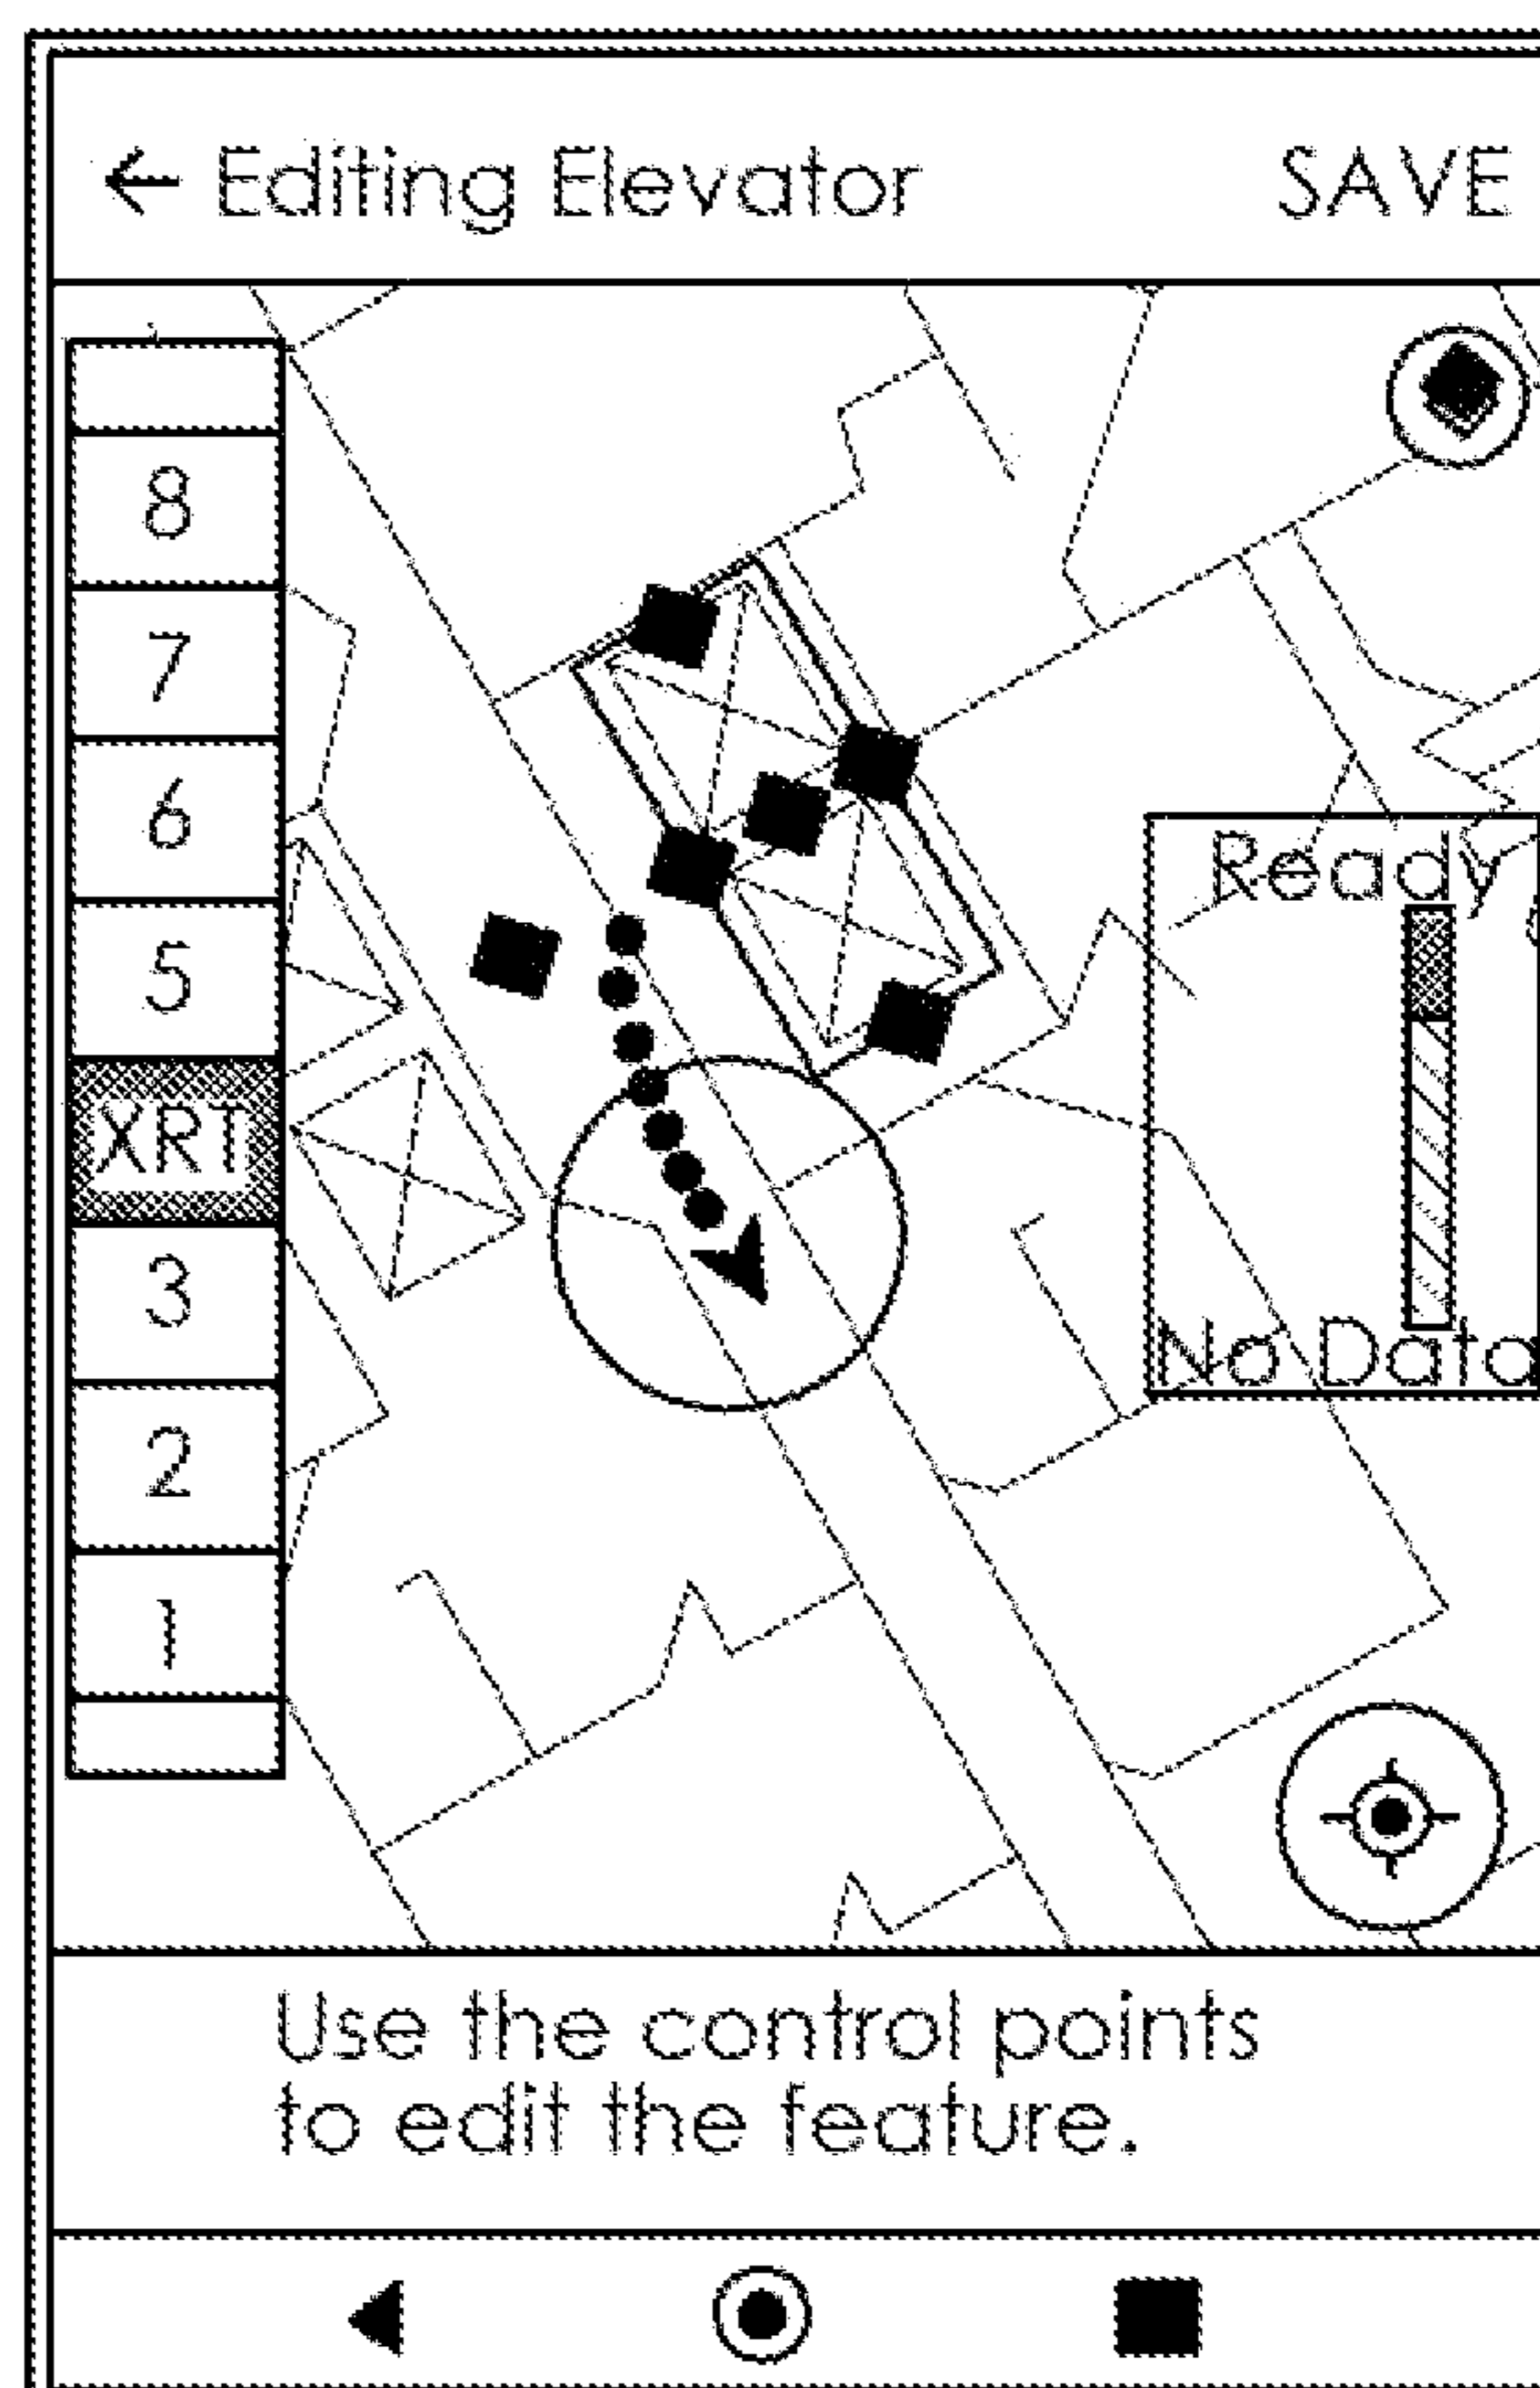 ← Editing Elevator SAVE
8
7
6
5
XRT
3
2
1
Ready
No Data
Use the control points
to edit the feature.